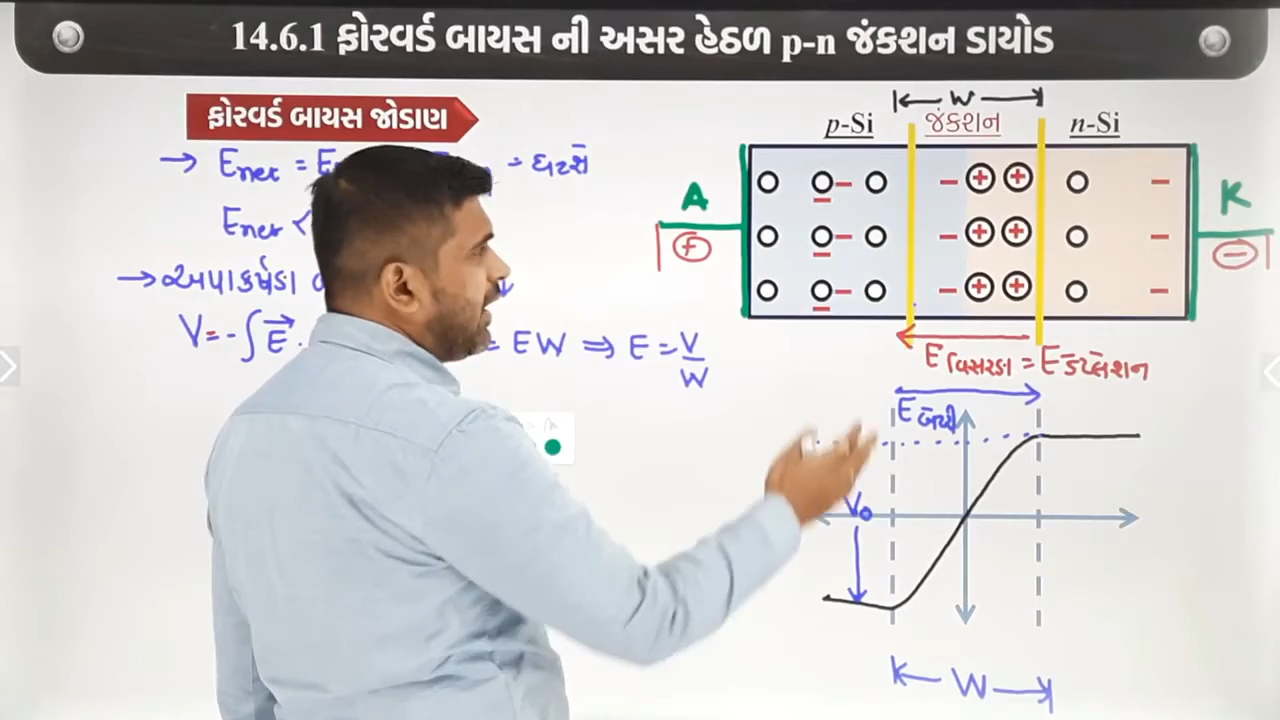 14.6.1 ફોરવર્ડ બાયસ ની અસર હેઠળ p-n જંકશન ડાયોડ
ફોરવર્ડ બાયસ જોડાણ
→ Enet = E - ઘટશે
Enet <
→ અપાકર્ષણ
V = -∫E⃗ . = EW ⇒ E = V/W
W
p-Si જંકશન n-Si
A K
+ −
E વિસરણ = E ડિપ્લેશન
E બેટરી
V₀
W